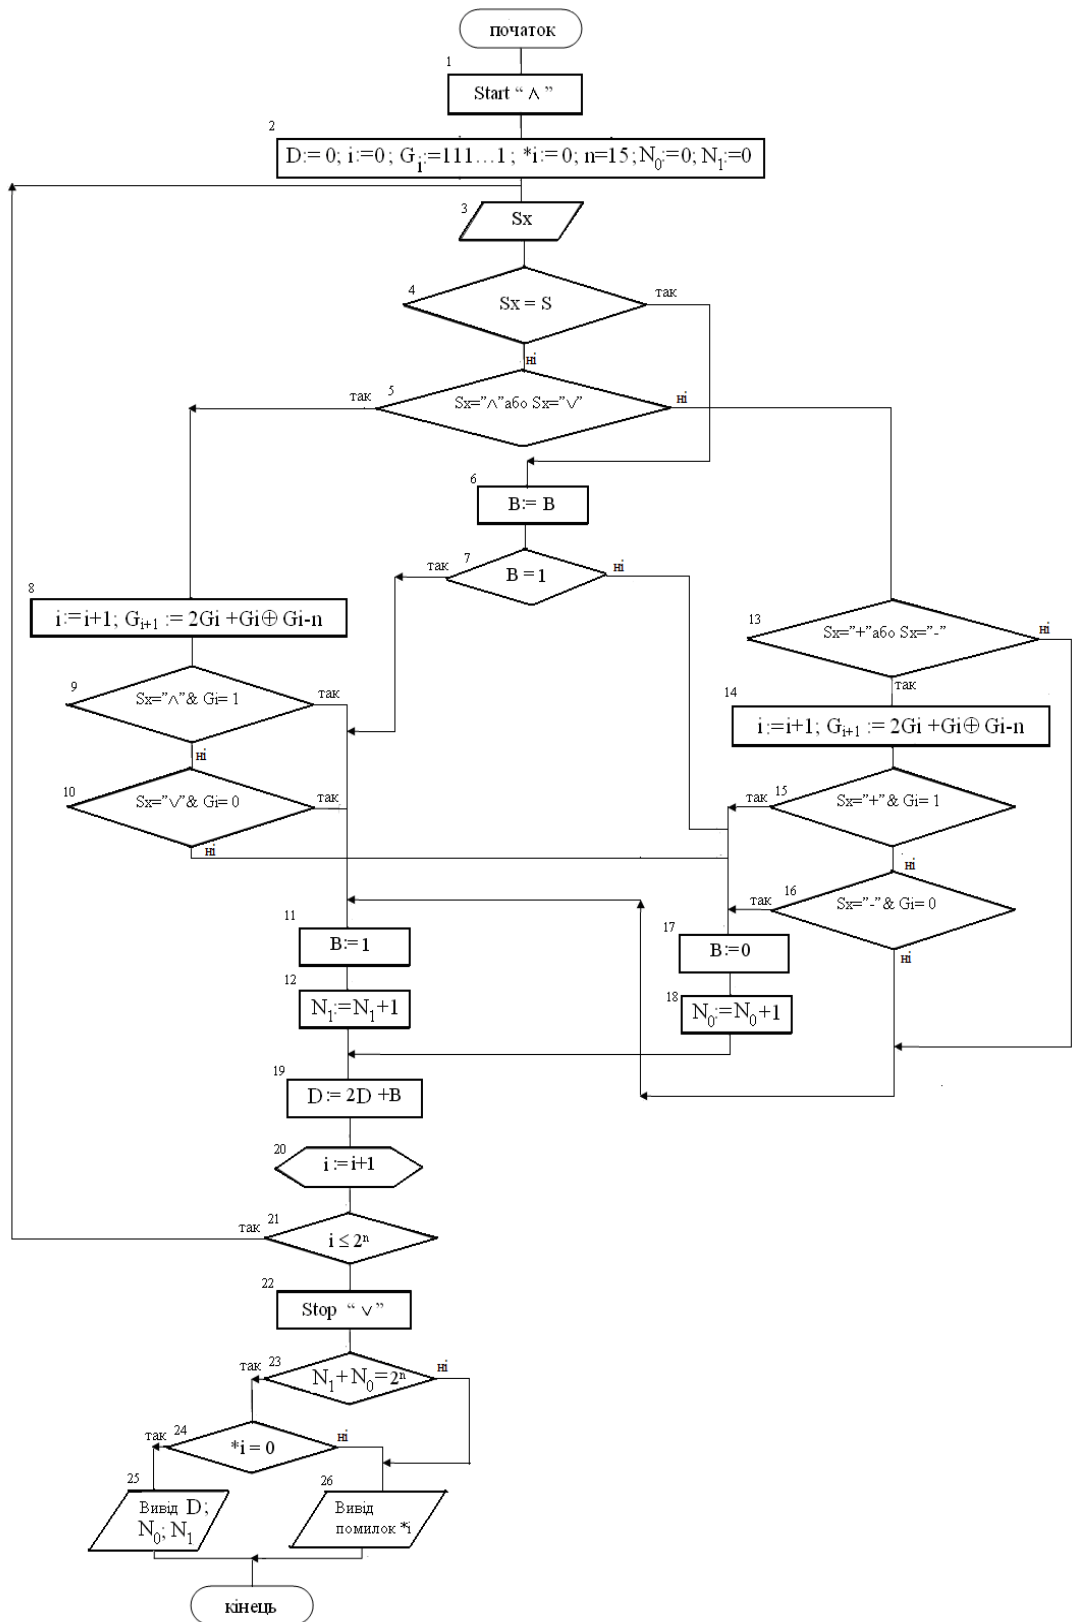 початок
1
Start “ ∧ ”
2
D:= 0; i:=0; Gi:=111...1; *i:= 0; n=15; N0:=0; N1:=0
3
Sx
4
Sx = S
так
ні
5
так
Sx=”∧”або Sx=”∨”
ні
6
B:= B
7
так
B = 1
ні
8
i:=i+1; Gi+1 := 2Gi +Gi⊕ Gi-n
13
Sx=”+”або Sx=”-”
ні
так
9
Sx=”∧”& Gi= 1
так
ні
14
i:=i+1; Gi+1 := 2Gi +Gi⊕ Gi-n
10
Sx=”∨”& Gi= 0
так
ні
так
15
Sx=”+”& Gi= 1
ні
так
16
Sx=”-”& Gi= 0
ні
11
B:= 1
17
B:=0
12
N1:=N1+1
18
N0:=N0+1
19
D:= 2D +B
20
i := i+1
так
21
i ≤ 2ⁿ
22
Stop “ ∨”
так
23
N1+N0=2ⁿ
ні
так
24
*i = 0
ні
25
Вивід D;
N0; N1
26
Вивід
помилок *i
кінець